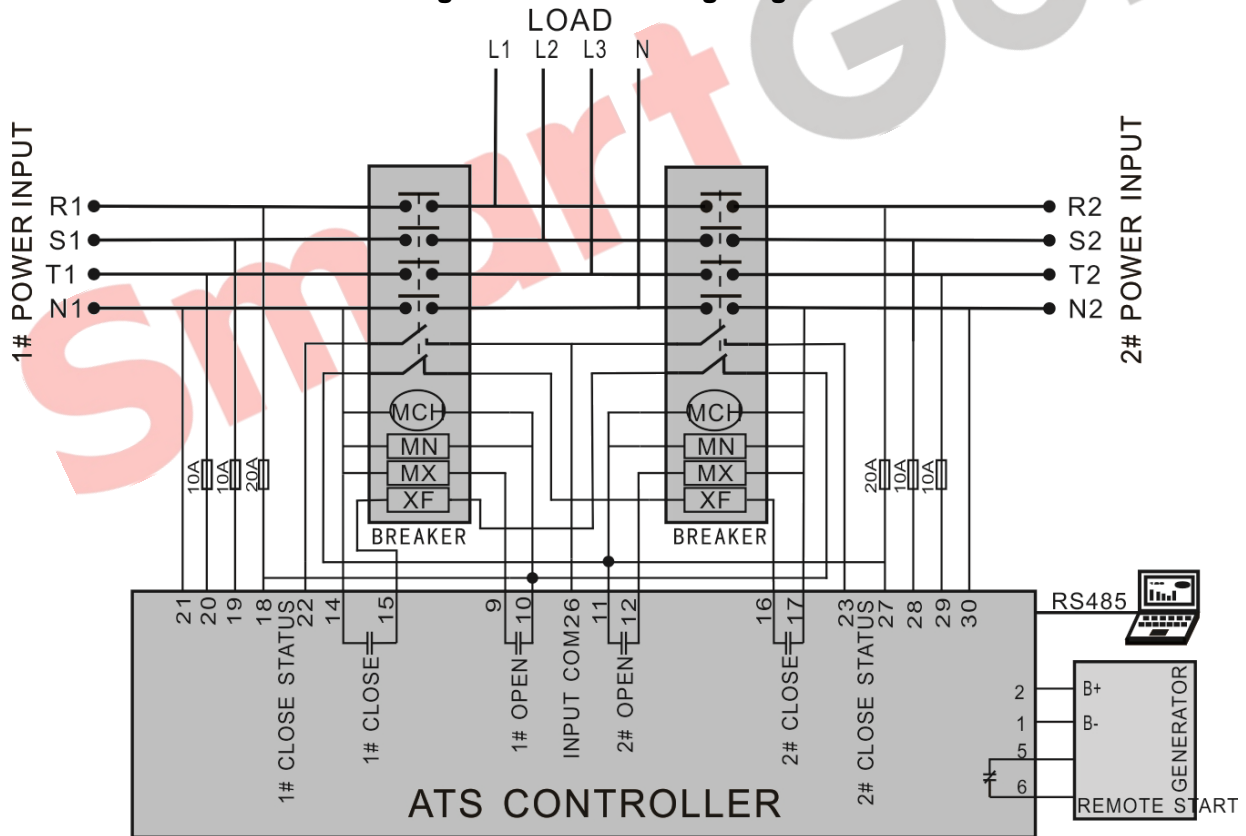 LOAD
L1 L2 L3 N
1# POWER INPUT
2# POWER INPUT
R1
S1
T1
N1
R2
S2
T2
N2
SmartGe
MCH
MN
MX
XF
BREAKER
MCH
MN
MX
XF
BREAKER
10A 10A 20A
20A 10A 10A
21 20 19 18 22 14 15 9 10 26 11 12 16 17 23 27 28 29 30
1# CLOSE STATUS
1# CLOSE
1# OPEN
INPUT COM
2# OPEN
2# CLOSE
2# CLOSE STATUS
RS485
2 B+
1 B-
5
6
GENERATOR
REMOTE START
ATS CONTROLLER